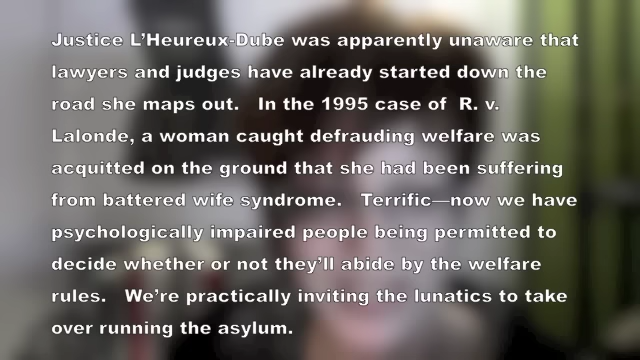 Justice L’Heureux-Dube was apparently unaware that
lawyers and judges have already started down the
road she maps out.   In the 1995 case of  R. v.
Lalonde, a woman caught defrauding welfare was
acquitted on the ground that she had been suffering
from battered wife syndrome.   Terrific—now we have
psychologically impaired people being permitted to
decide whether or not they’ll abide by the welfare
rules.   We’re practically inviting the lunatics to take
over running the asylum.